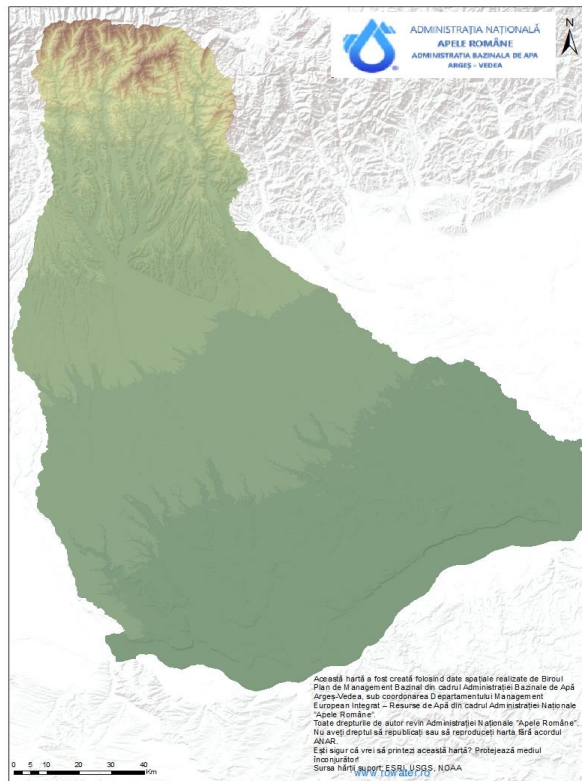 ADMINISTRAȚIA NAȚIONALĂ
APELE ROMÂNE
ADMINISTRATIA BAZINALA DE APA
ARGEȘ - VEDEA
N
Această hartă a fost creată folosind date spațiale realizate de Biroul
Plan de Management Bazinal din cadrul Administrației Bazinale de Apă
Argeș-Vedea, sub coordonarea Departamentului Management
European Integrat – Resurse de Apă din cadrul Administrației Naționale
"Apele Române".
Toate drepturile de autor revin Administrației Naționale "Apele Române".
Nu aveți dreptul să republicați sau să reproduceți harta fără acordul
ANAR.
Ești sigur că vrei să printezi această hartă? Protejează mediul
înconjurător!
Sursa hărții suport: ESRI, USGS, NOAA
www.rowater.ro
0 5 10 20 30 40
Km